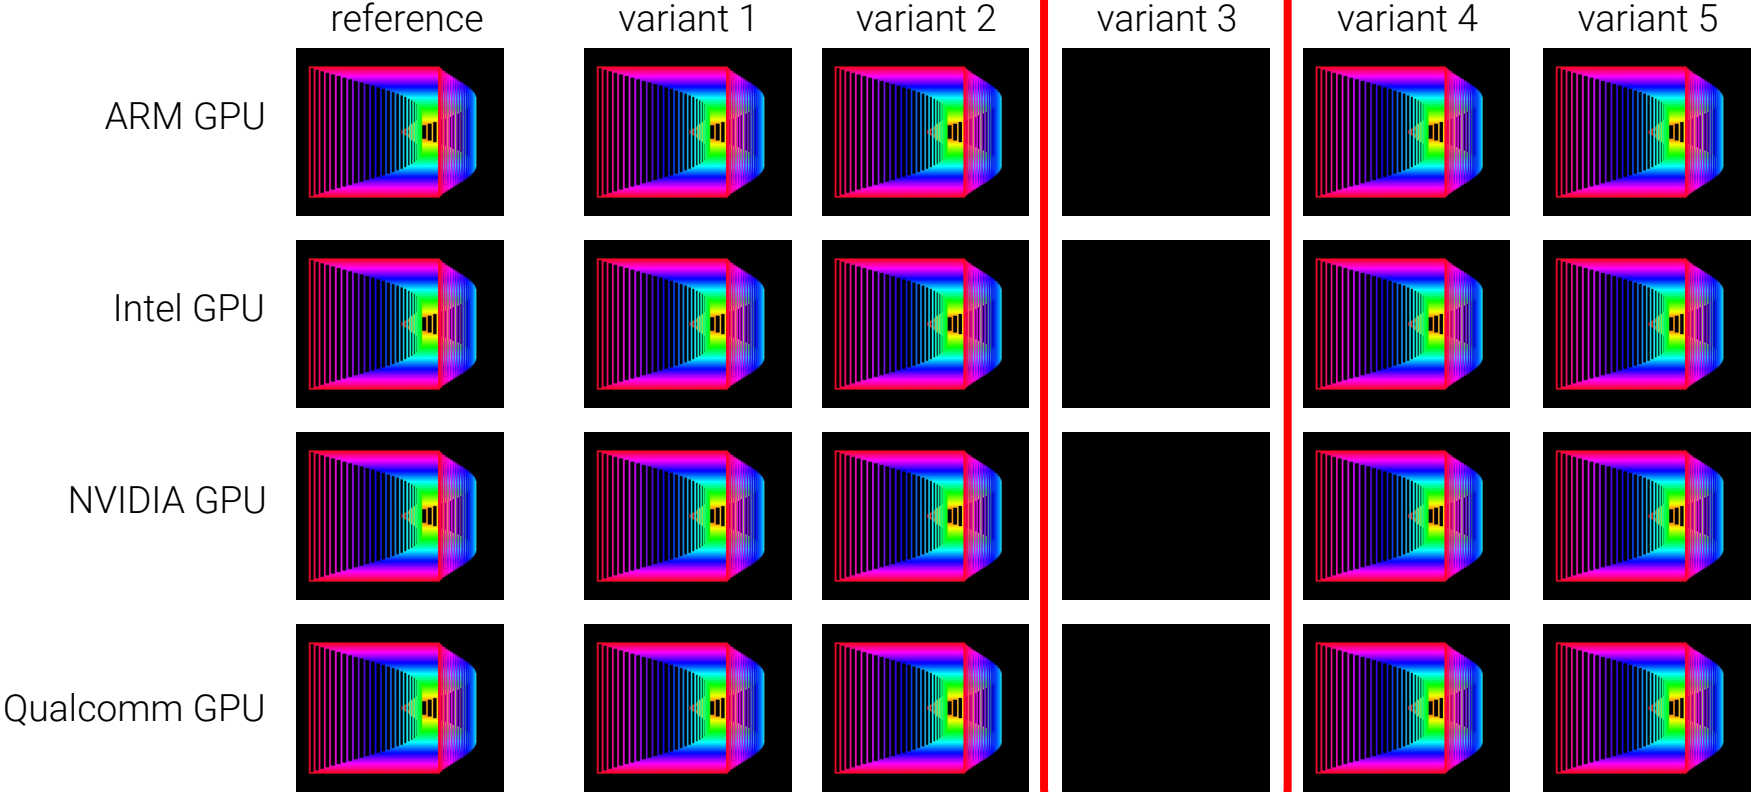 reference variant 1 variant 2 variant 3 variant 4 variant 5
ARM GPU
Intel GPU
NVIDIA GPU
Qualcomm GPU